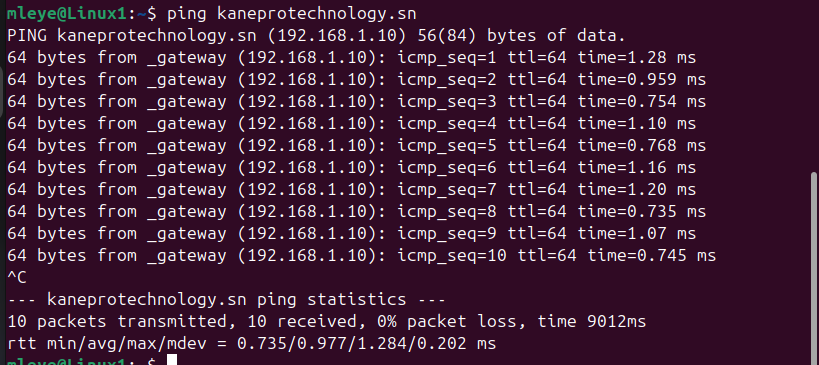 mleye@Linux1:~$ ping kaneprotechnology.sn
PING kaneprotechnology.sn (192.168.1.10) 56(84) bytes of data.
64 bytes from _gateway (192.168.1.10): icmp_seq=1 ttl=64 time=1.28 ms
64 bytes from _gateway (192.168.1.10): icmp_seq=2 ttl=64 time=0.959 ms
64 bytes from _gateway (192.168.1.10): icmp_seq=3 ttl=64 time=0.754 ms
64 bytes from _gateway (192.168.1.10): icmp_seq=4 ttl=64 time=1.10 ms
64 bytes from _gateway (192.168.1.10): icmp_seq=5 ttl=64 time=0.768 ms
64 bytes from _gateway (192.168.1.10): icmp_seq=6 ttl=64 time=1.16 ms
64 bytes from _gateway (192.168.1.10): icmp_seq=7 ttl=64 time=1.20 ms
64 bytes from _gateway (192.168.1.10): icmp_seq=8 ttl=64 time=0.735 ms
64 bytes from _gateway (192.168.1.10): icmp_seq=9 ttl=64 time=1.07 ms
64 bytes from _gateway (192.168.1.10): icmp_seq=10 ttl=64 time=0.745 ms
^C
--- kaneprotechnology.sn ping statistics ---
10 packets transmitted, 10 received, 0% packet loss, time 9012ms
rtt min/avg/max/mdev = 0.735/0.977/1.284/0.202 ms
mleye@Linux1:~$